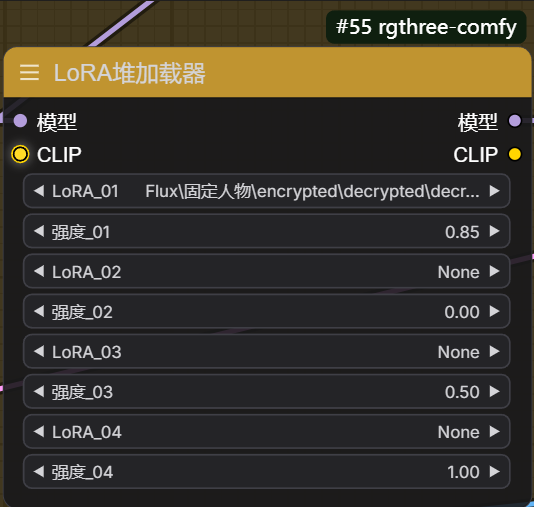 #55 rgthree-comfy
LoRA堆加载器
模型 模型
CLIP CLIP
LoRA_01 Flux\固定人物\encrypted\decrypted\decr...
强度_01 0.85
LoRA_02 None
强度_02 0.00
LoRA_03 None
强度_03 0.50
LoRA_04 None
强度_04 1.00